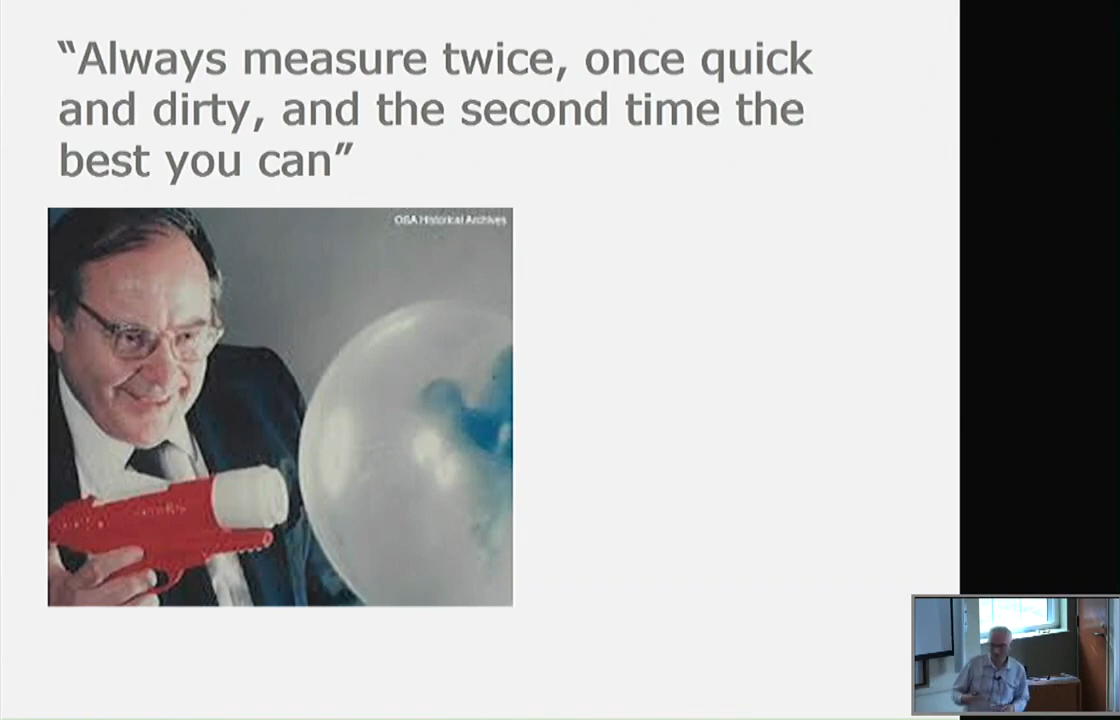 “Always measure twice, once quick
and dirty, and the second time the
best you can”
OSA Historical Archives